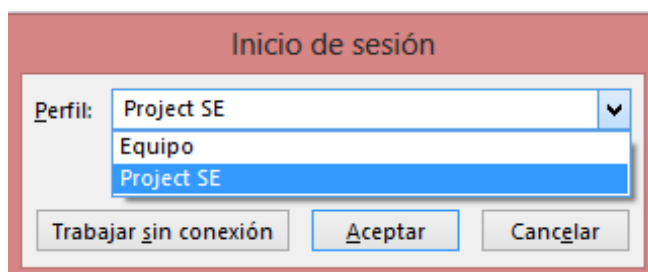 Inicio de sesión
Perfil: Project SE
Equipo
Project SE
Trabajar sin conexión Aceptar Cancelar